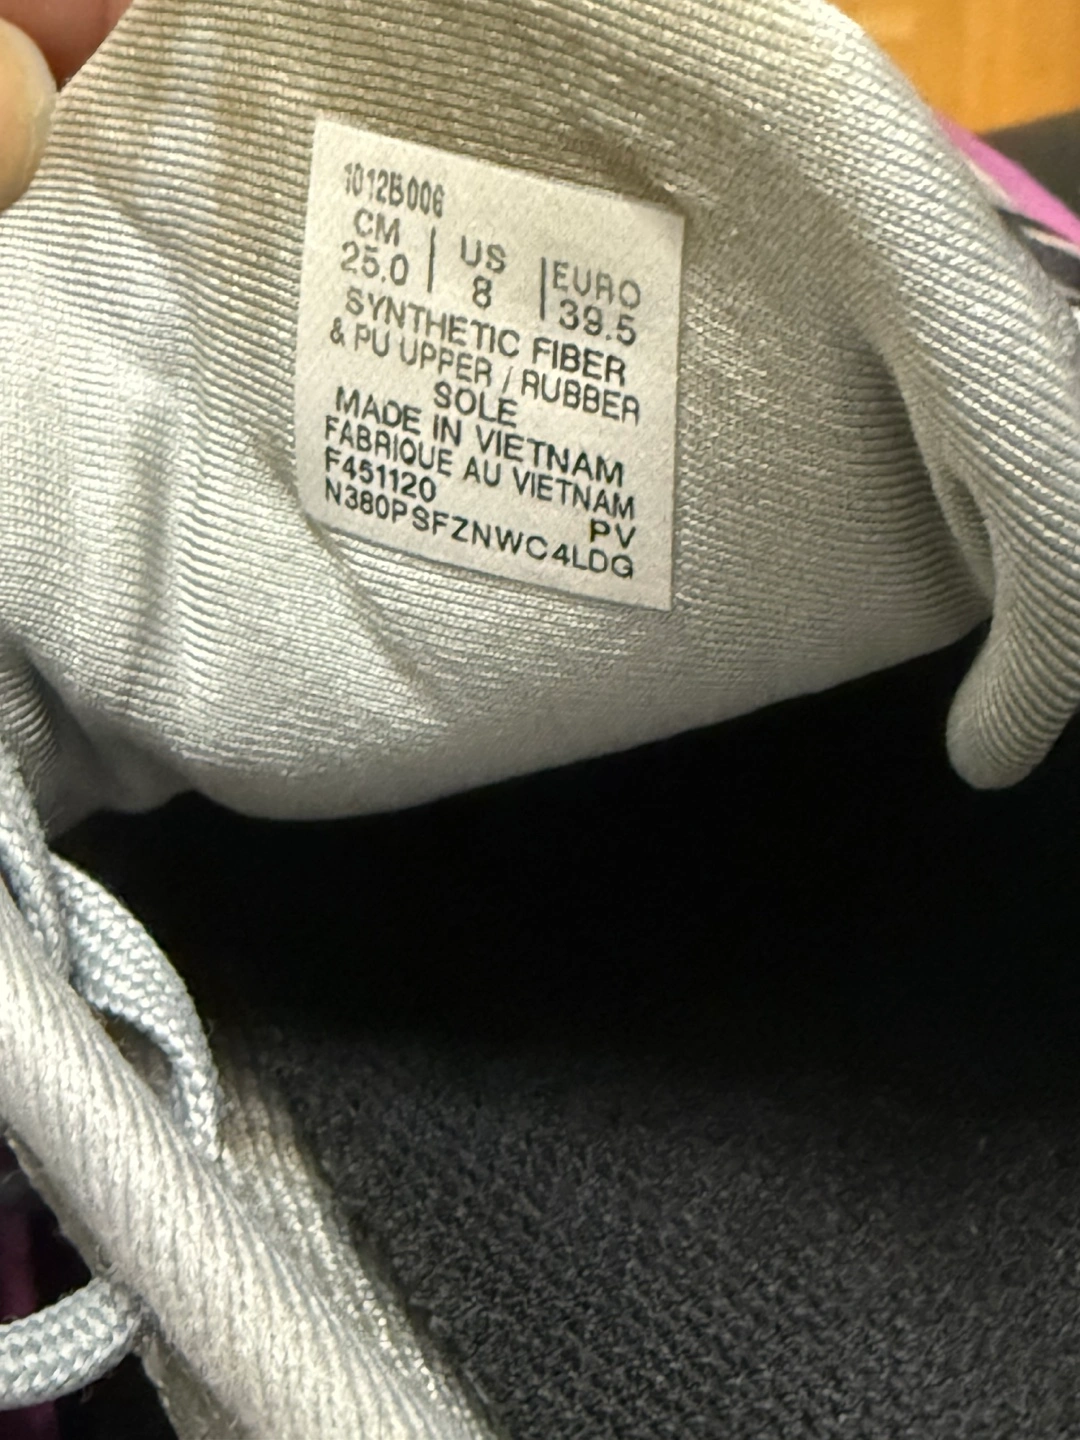 1012B006
CM | US | EURO
25.0 | 8 | 39.5
SYNTHETIC FIBER
& PU UPPER / RUBBER
SOLE
MADE IN VIETNAM
FABRIQUE AU VIETNAM
F451120 PV
N380PSFZNWC4LDG